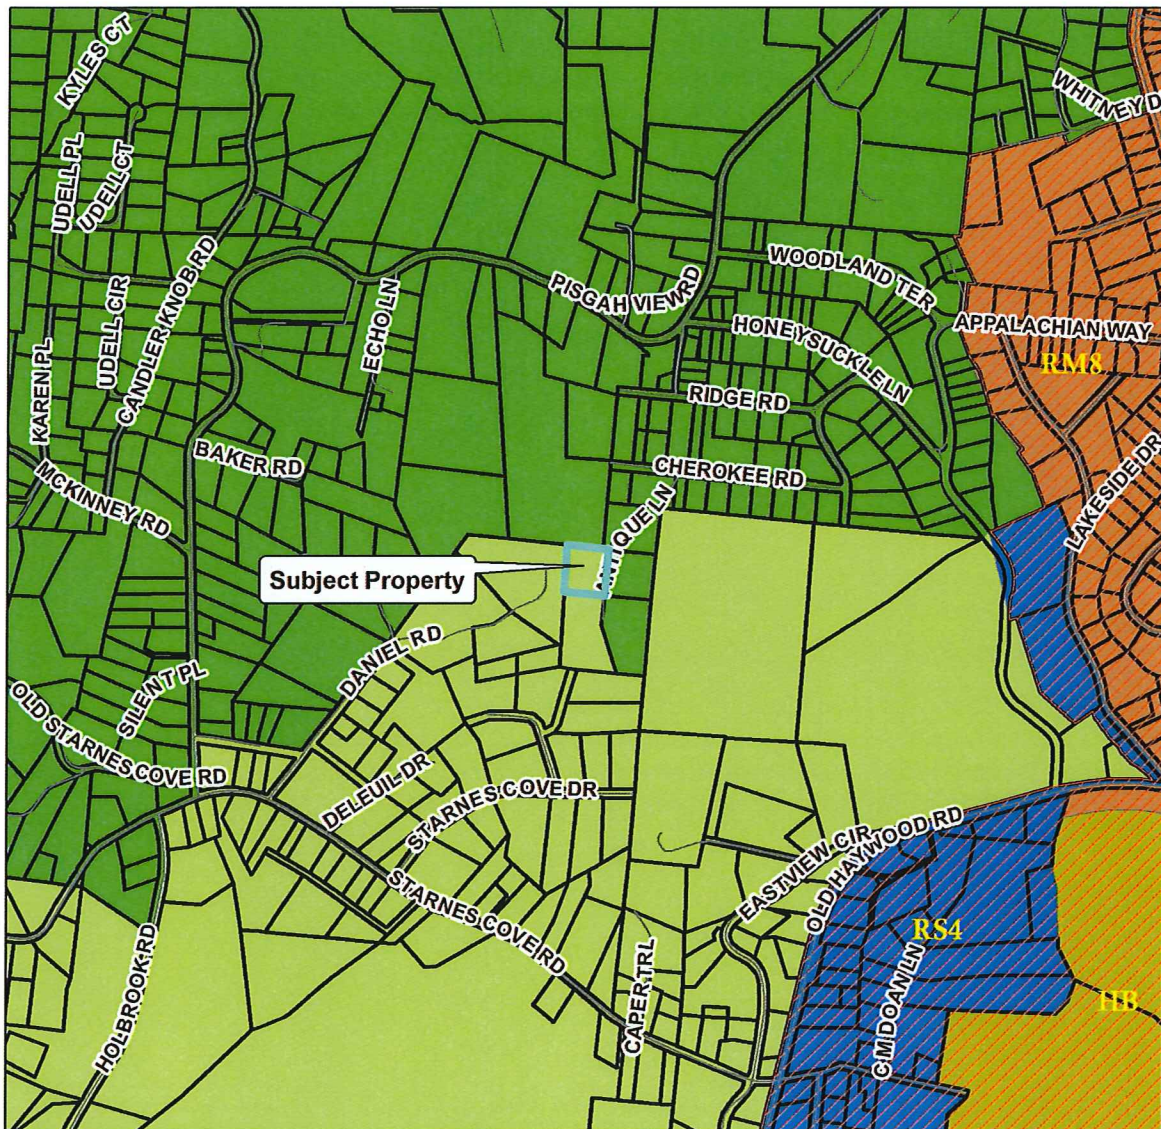 KYLES CT
WHITNEY D
UDELL PL
UDELL CT
CANDLER KNOB RD
WOODLAND TER
PISGAH VIEW RD
ECHO LN
HONEYSUCKLE LN
APPALACHIAN WAY
UDELL CIR
KAREN PL
RM8
RIDGE RD
BAKER RD
CHEROKEE RD
LAKESIDE DR
MCKINNEY RD
ANTIQUE LN
Subject Property
DANIEL RD
SILENT PL
OLD STARNES COVE RD
DELEUIL DR
STARNES COVE DR
EASTVIEW CIR
OLD HAYWOOD RD
STARNES COVE RD
RS4
HOLBROOK RD
CAPER TRL
C M DOAN LN
HB